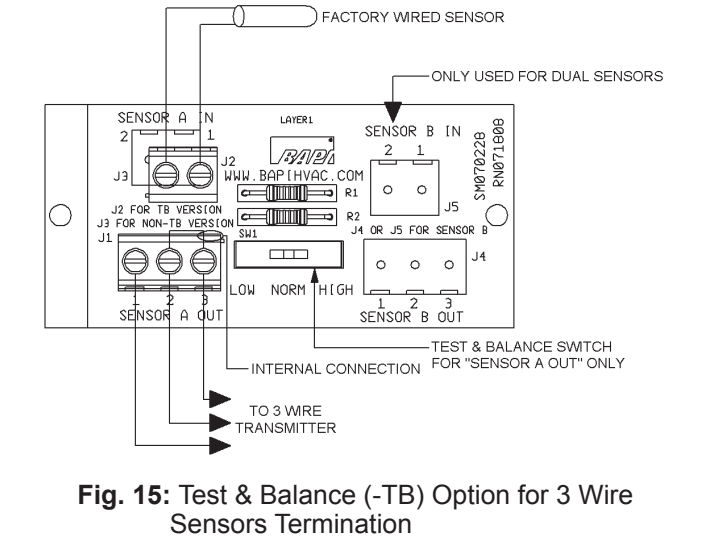 FACTORY WIRED SENSOR
ONLY USED FOR DUAL SENSORS
SENSOR A IN
2 1
LAYER1
BAPI
SENSOR B IN
2 1
SM070228
RN071808
J3
J2
WWW.BAPIHVAC.COM
R1
J5
J2 FOR TB VERSION
R2
J3 FOR NON-TB VERSION
J4 OR J5 FOR SENSOR B
J1
SW1
J4
LOW NORM HIGH
1 2 3
SENSOR A OUT
1 2 3
SENSOR B OUT
TEST & BALANCE SWITCH
FOR "SENSOR A OUT" ONLY
INTERNAL CONNECTION
TO 3 WIRE
TRANSMITTER
Fig. 15: Test & Balance (-TB) Option for 3 Wire
Sensors Termination